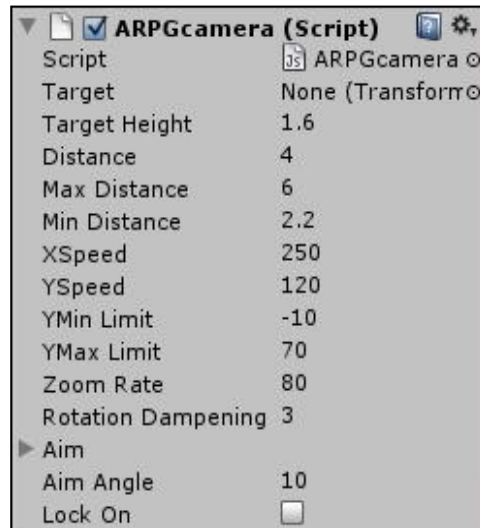 ARPGcamera (Script)
Script JS ARPGcamera
Target None (Transform
Target Height 1.6
Distance 4
Max Distance 6
Min Distance 2.2
XSpeed 250
YSpeed 120
YMin Limit -10
YMax Limit 70
Zoom Rate 80
Rotation Dampening 3
Aim
Aim Angle 10
Lock On